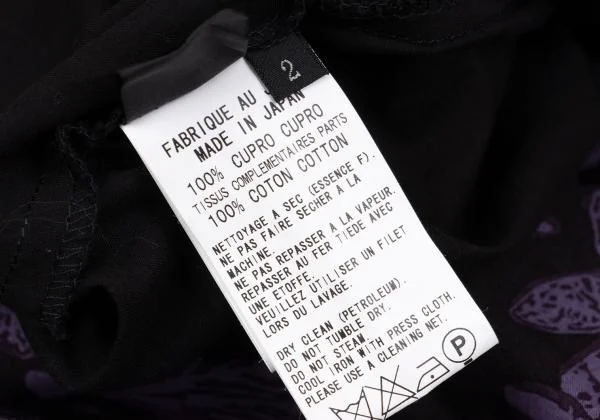 2
FABRIQUE AU
MADE IN JAPAN
100% CUPRO CUPRO
TISSUS COMPLEMENTAIRES PARTS
100% COTON COTTON
NETTOYAGE A SEC (ESSENCE F).
NE PAS FAIRE SECHER A LA
MACHINE.
NE PAS REPASSER A LA VAPEUR.
REPASSER AU FER TIEDE AVEC
UNE ETOFFE.
VEUILLEZ UTILISER UN FILET
LORS DU LAVAGE.
DRY CLEAN (PETROLEUM).
DO NOT TUMBLE DRY.
DO NOT STEAM.
COOL IRON WITH PRESS CLOTH.
PLEASE USE A CLEANING NET.
P